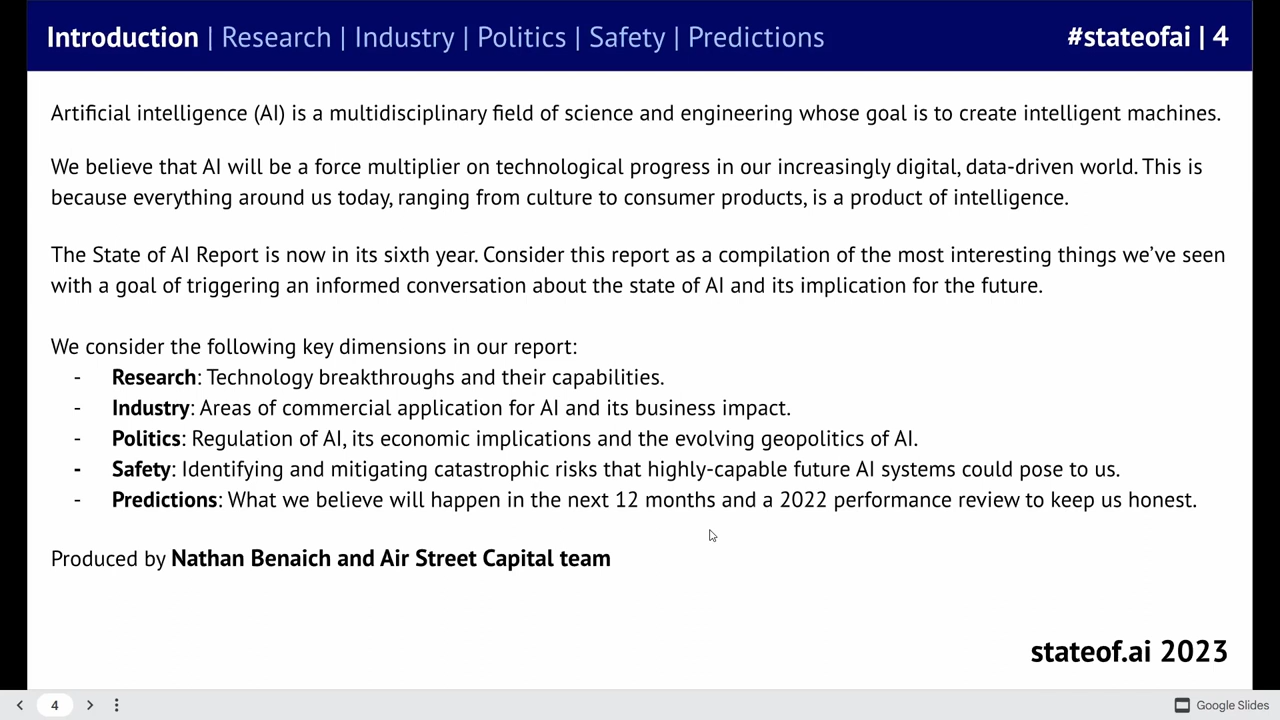 Introduction | Research | Industry | Politics | Safety | Predictions
#stateofai | 4
Artificial intelligence (AI) is a multidisciplinary field of science and engineering whose goal is to create intelligent machines.
We believe that AI will be a force multiplier on technological progress in our increasingly digital, data-driven world. This is
because everything around us today, ranging from culture to consumer products, is a product of intelligence.
The State of AI Report is now in its sixth year. Consider this report as a compilation of the most interesting things we’ve seen
with a goal of triggering an informed conversation about the state of AI and its implication for the future.
We consider the following key dimensions in our report:
- Research: Technology breakthroughs and their capabilities.
- Industry: Areas of commercial application for AI and its business impact.
- Politics: Regulation of AI, its economic implications and the evolving geopolitics of AI.
- Safety: Identifying and mitigating catastrophic risks that highly-capable future AI systems could pose to us.
- Predictions: What we believe will happen in the next 12 months and a 2022 performance review to keep us honest.
Produced by Nathan Benaich and Air Street Capital team
stateof.ai 2023
4
Google Slides